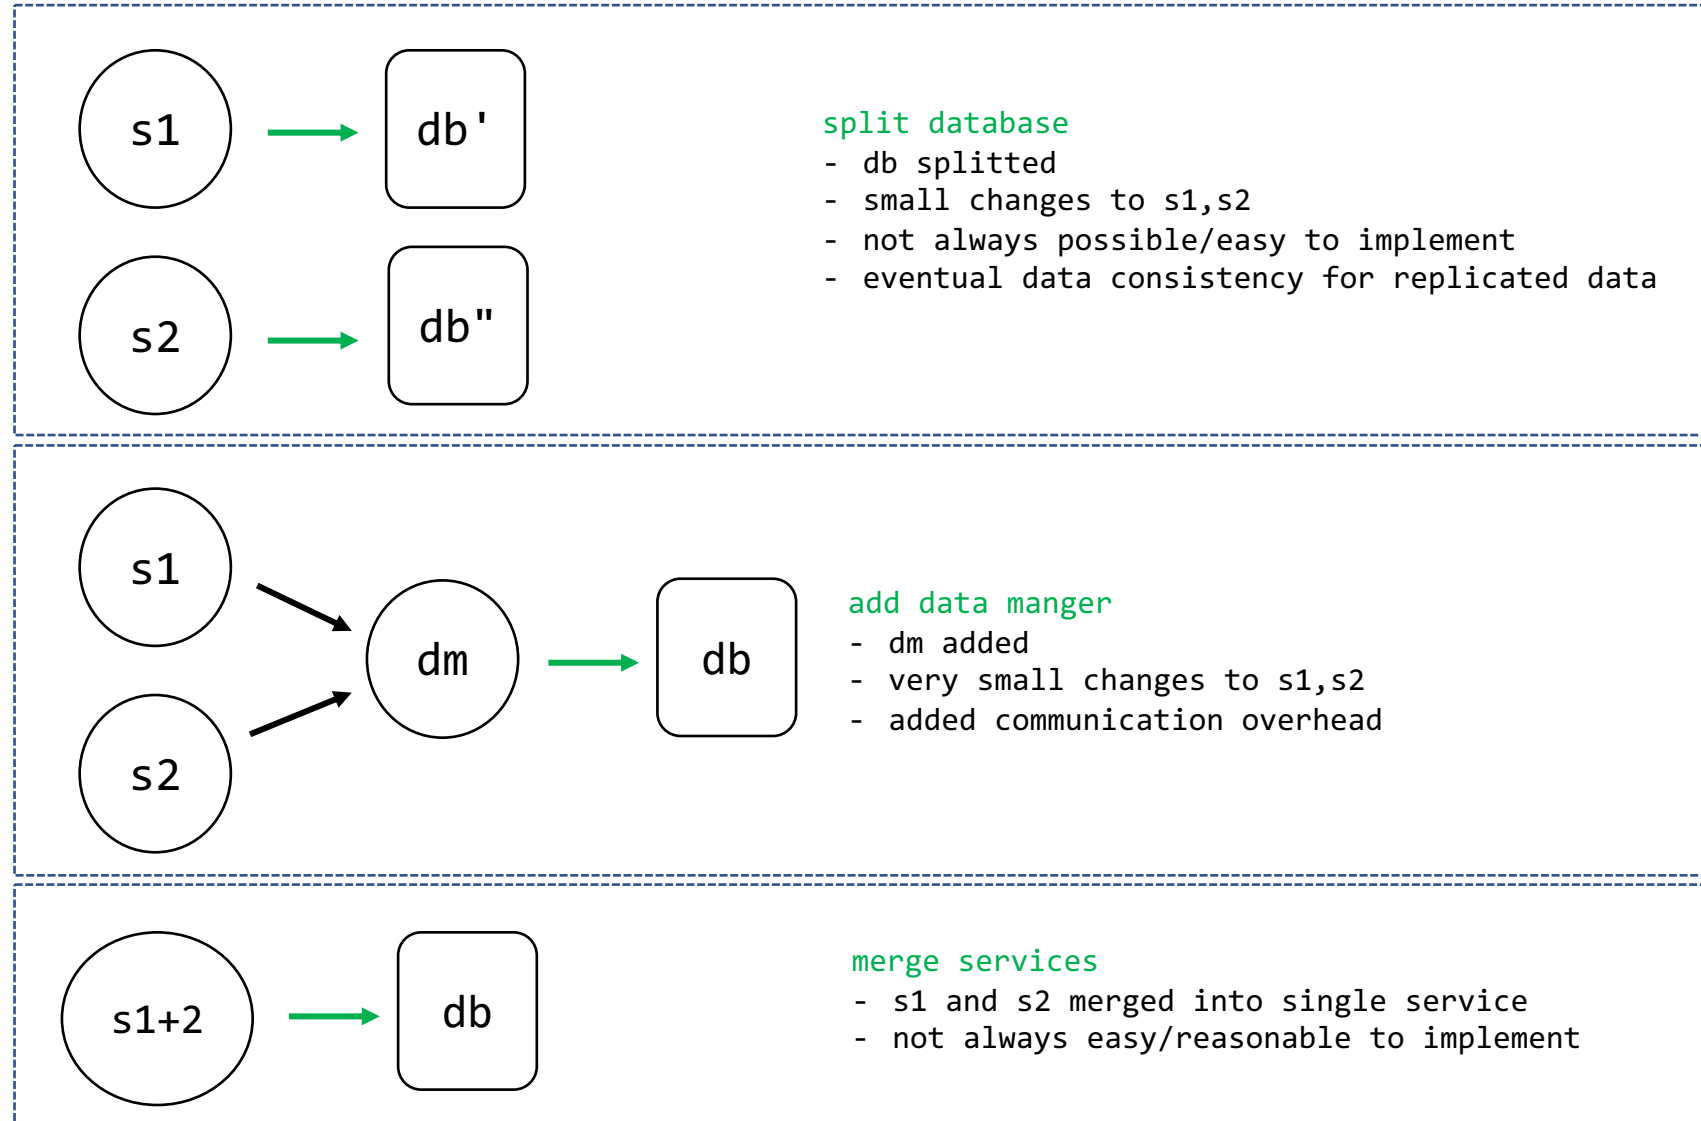 s1
db'
s2
db"
split database
- db splitted
- small changes to s1,s2
- not always possible/easy to implement
- eventual data consistency for replicated data
s1
s2
dm
db
add data manger
- dm added
- very small changes to s1,s2
- added communication overhead
s1+2
db
merge services
- s1 and s2 merged into single service
- not always easy/reasonable to implement